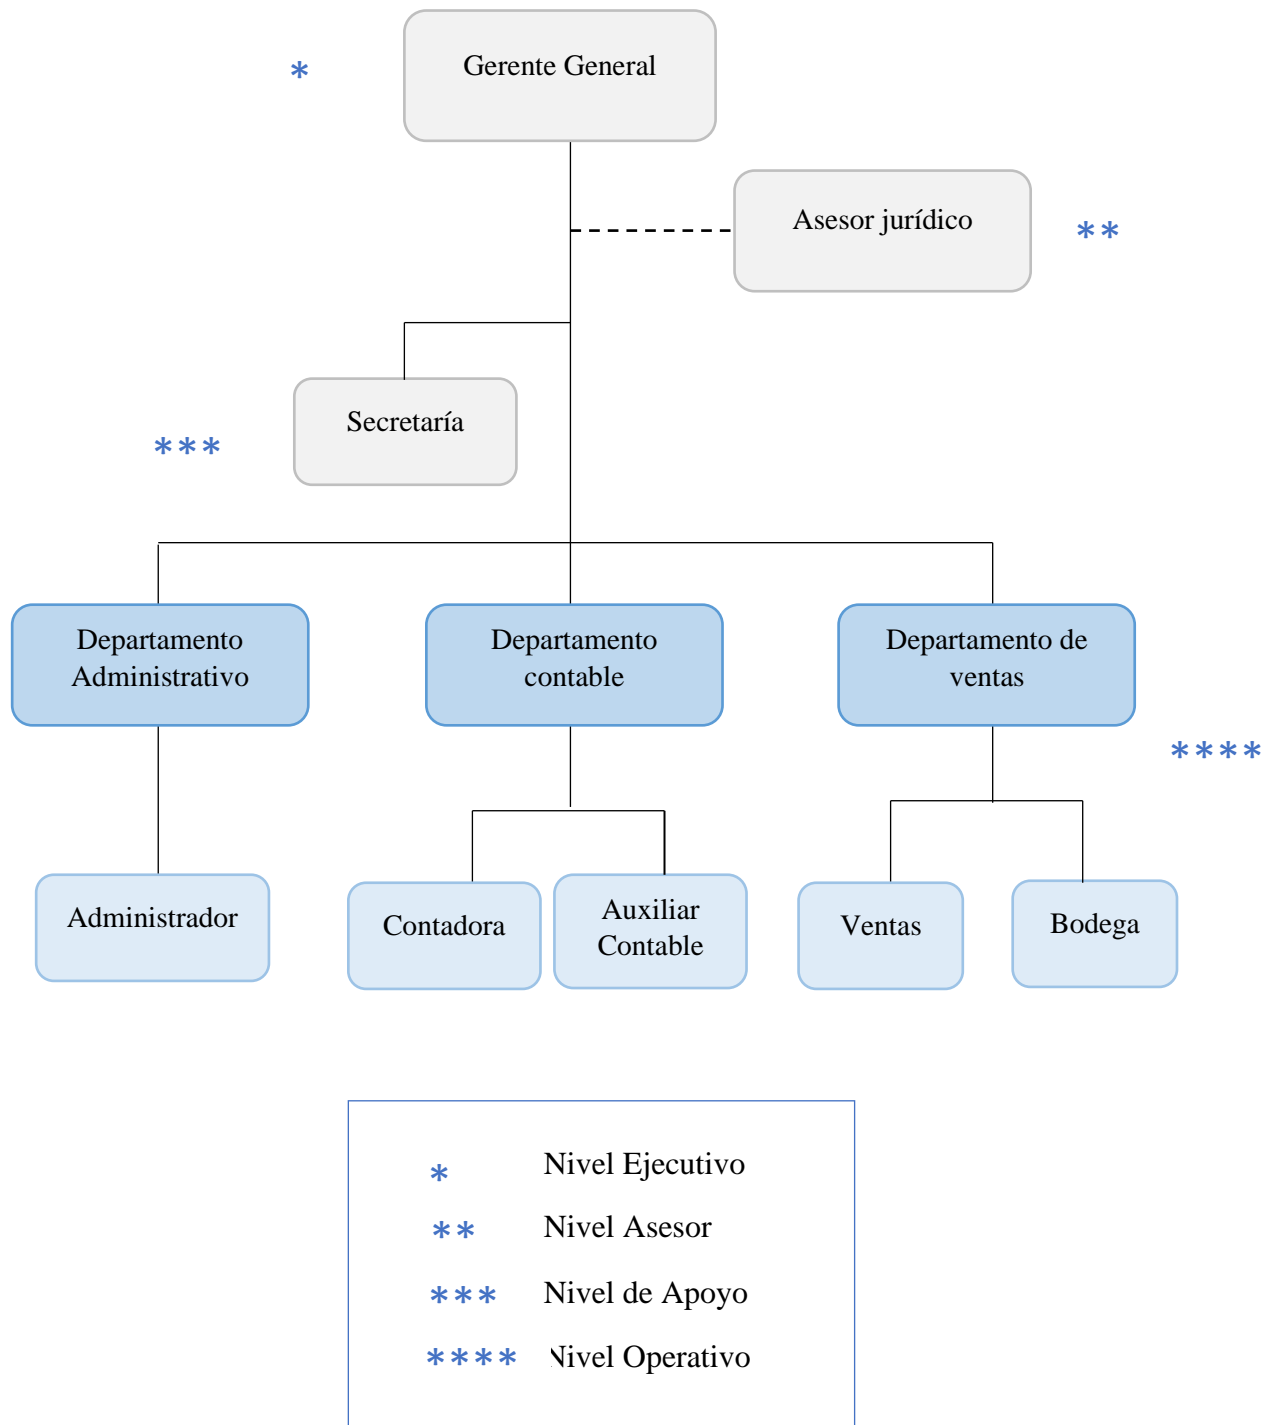 Gerente General
*
Asesor jurídico
**
Secretaría
***
Departamento
Administrativo
Departamento
contable
Departamento de
ventas
****
Administrador
Contadora
Auxiliar
Contable
Ventas
Bodega
* Nivel Ejecutivo
** Nivel Asesor
*** Nivel de Apoyo
**** Nivel Operativo